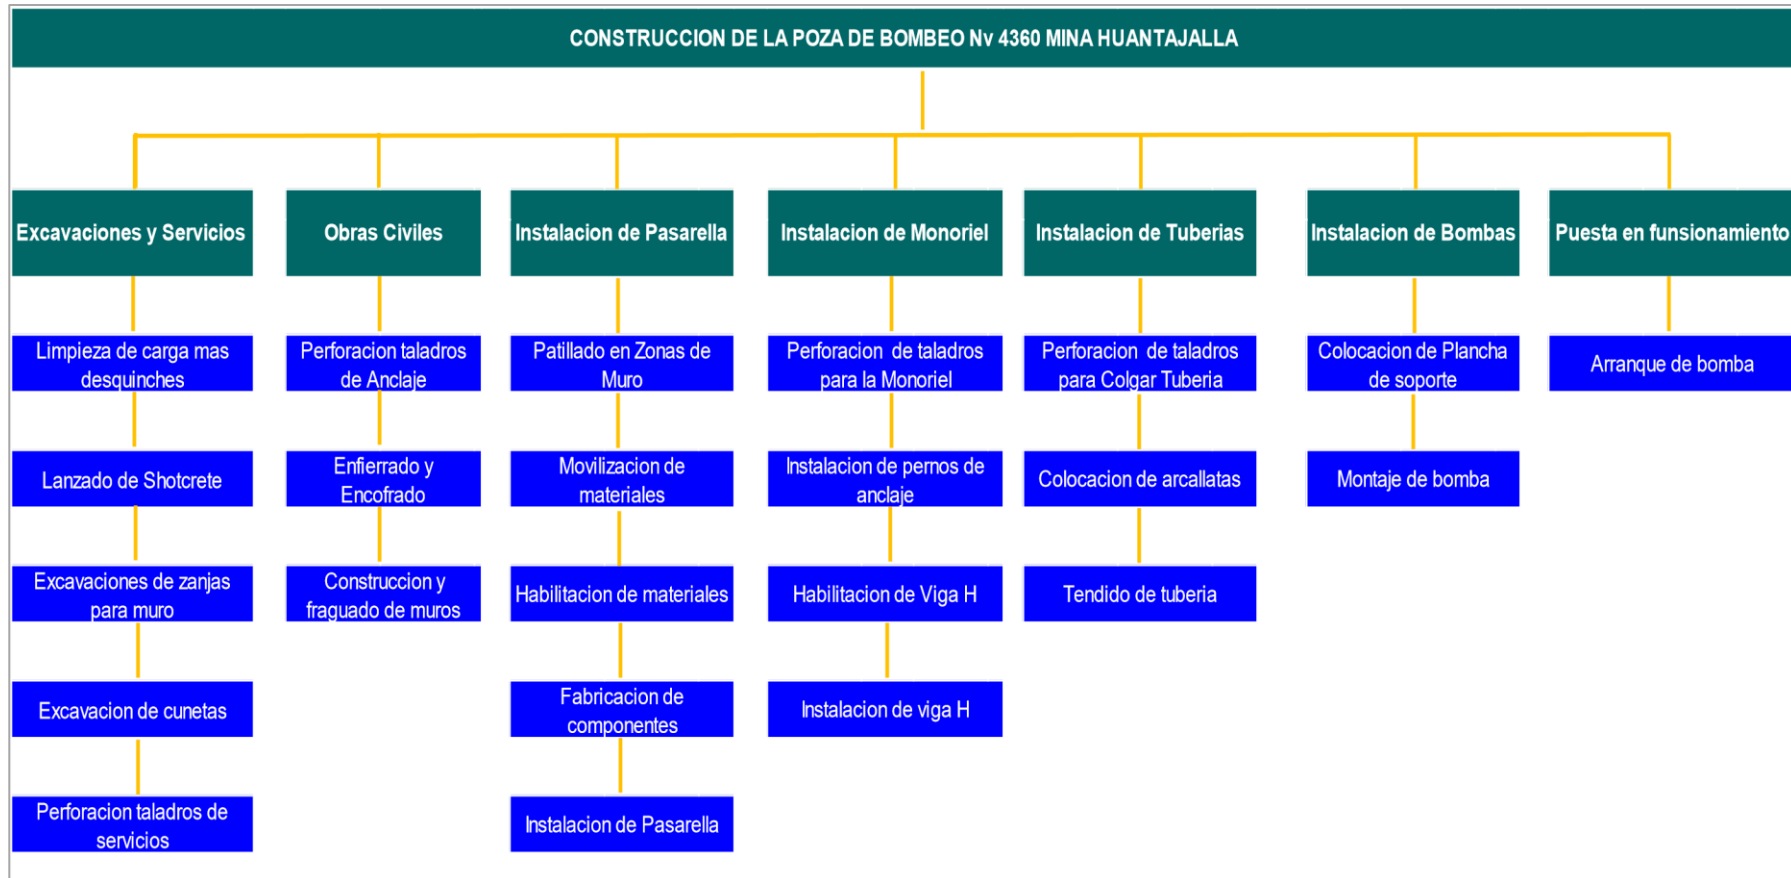 CONSTRUCCION DE LA POZA DE BOMBEO Nv 4360 MINA HUANTAJALLA
Excavaciones y Servicios
Obras Civiles
Instalacion de Pasarella
Instalacion de Monoriel
Instalacion de Tuberias
Instalacion de Bombas
Puesta en funsionamiento
Limpieza de carga mas
desquinches
Perforacion taladros
de Anclaje
Patillado en Zonas de
Muro
Perforacion de taladros
para la Monoriel
Perforacion de taladros
para Colgar Tuberia
Colocacion de Plancha
de soporte
Arranque de bomba
Lanzado de Shotcrete
Enfierrado y
Encofrado
Movilizacion de
materiales
Instalacion de pernos de
anclaje
Colocacion de arcallatas
Montaje de bomba
Excavaciones de zanjas
para muro
Construccion y
fraguado de muros
Habilitacion de materiales
Habilitacion de Viga H
Tendido de tuberia
Excavacion de cunetas
Fabricacion de
componentes
Instalacion de viga H
Perforacion taladros de
servicios
Instalacion de Pasarella